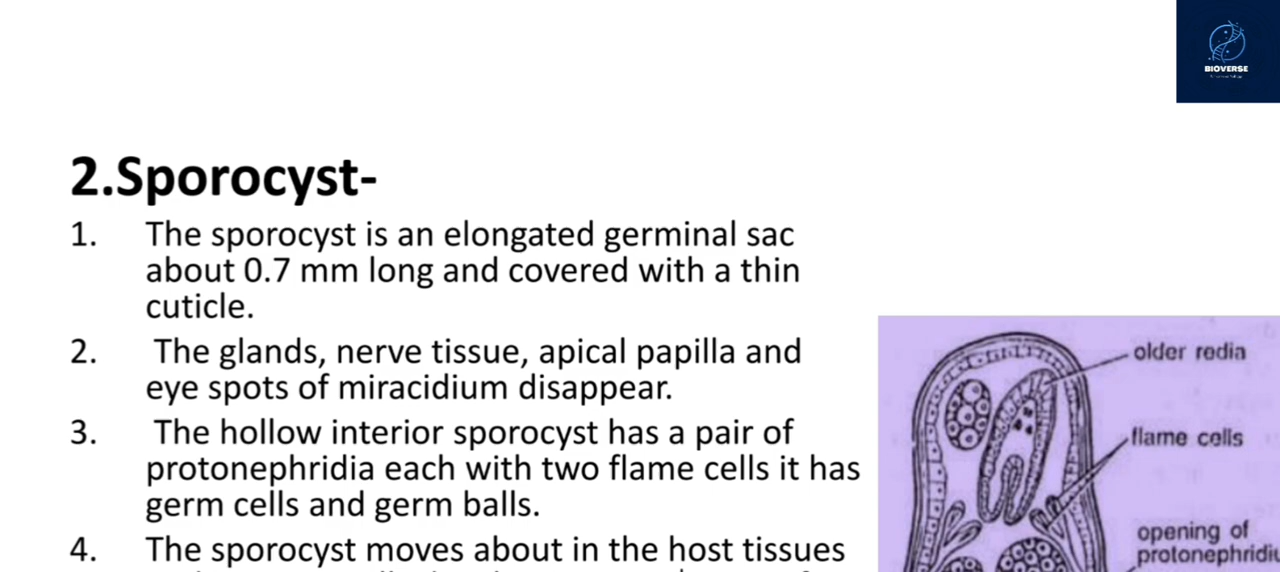 BIOVERSE
2.Sporocyst-
1. The sporocyst is an elongated germinal sac
about 0.7 mm long and covered with a thin
cuticle.
2. The glands, nerve tissue, apical papilla and
eye spots of miracidium disappear.
3. The hollow interior sporocyst has a pair of
protonephridia each with two flame cells it has
germ cells and germ balls.
4. The sporocyst moves about in the host tissues
older redia
flame cells
opening of
protonephridiu